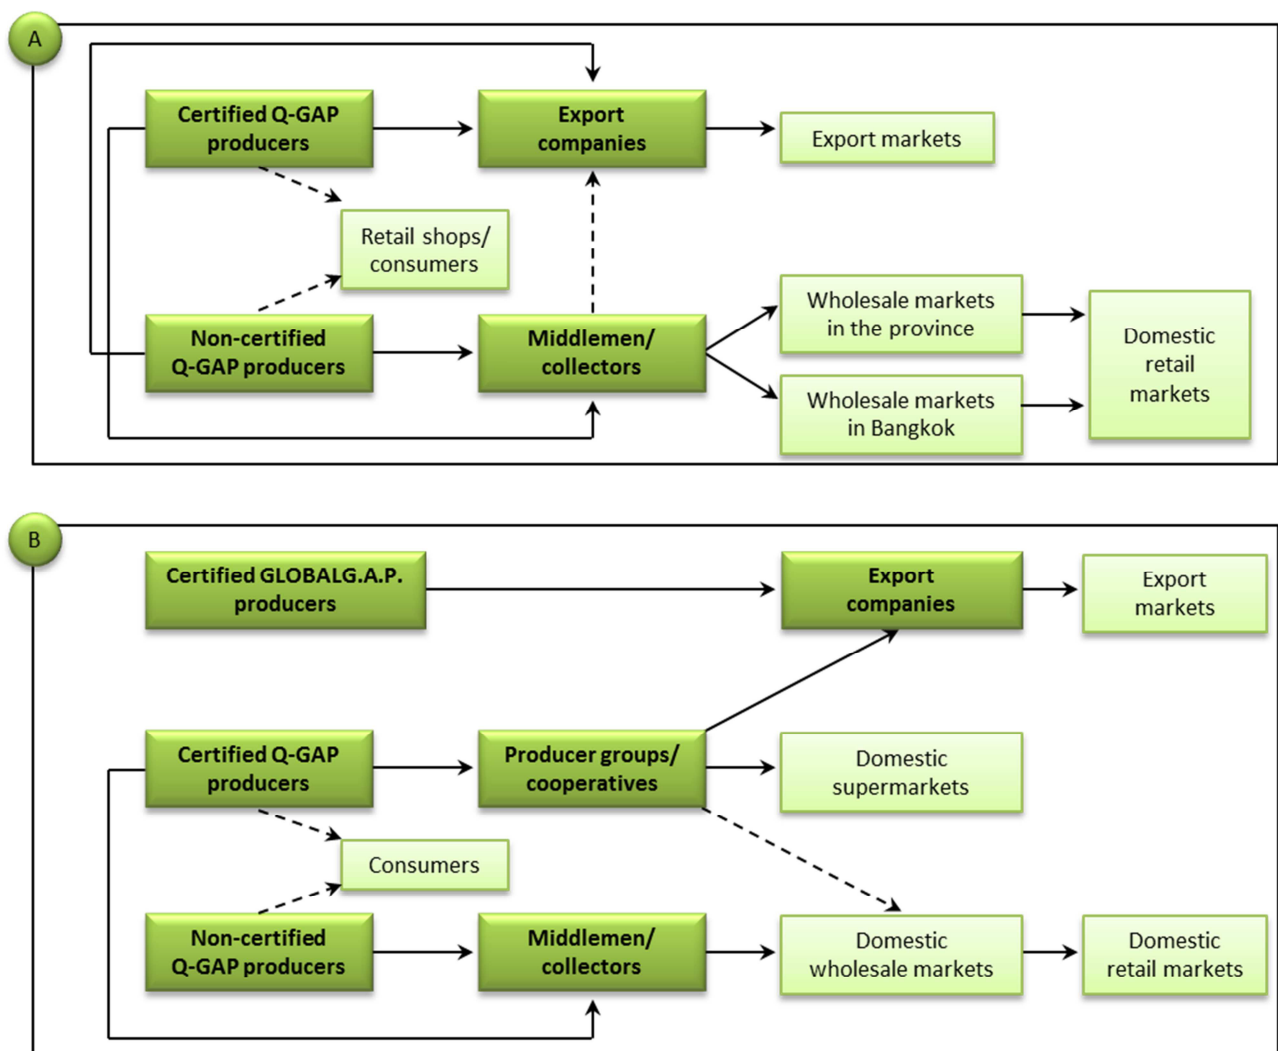 A
Certified Q-GAP
producers
Export
companies
Export markets
Retail shops/
consumers
Non-certified
Q-GAP producers
Middlemen/
collectors
Wholesale markets
in the province
Wholesale markets
in Bangkok
Domestic
retail
markets
B
Certified GLOBALG.A.P.
producers
Export
companies
Export
markets
Certified Q-GAP
producers
Producer groups/
cooperatives
Domestic
supermarkets
Consumers
Non-certified
Q-GAP producers
Middlemen/
collectors
Domestic
wholesale markets
Domestic
retail markets